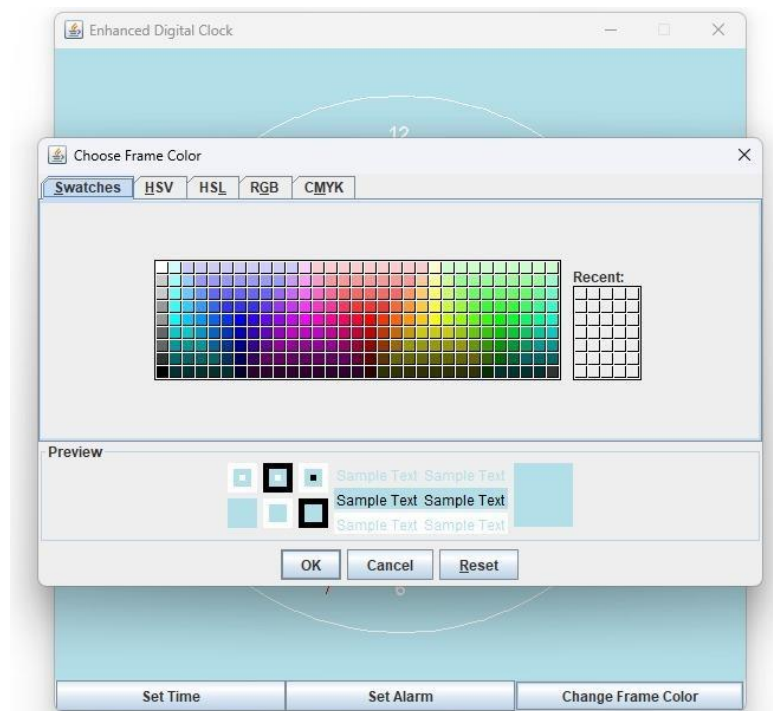 Enhanced Digital Clock
12
Choose Frame Color
Swatches HSV HSL RGB CMYK
Recent:
Preview
Sample Text Sample Text
Sample Text Sample Text
Sample Text Sample Text
OK Cancel Reset
6
Set Time Set Alarm Change Frame Color